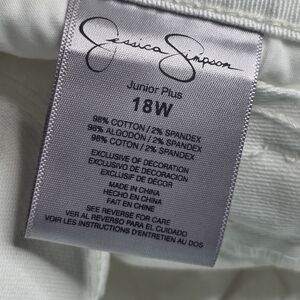 Jessica Simpson
Junior Plus
18W
98% COTTON / 2% SPANDEX
98% ALGODÓN / 2% SPANDEX
98% COTON / 2% SPANDEX
EXCLUSIVE OF DECORATION
EXCLUSIVO DE DECORACIÓN
EXCLUSIF DE DÉCOR
MADE IN CHINA
HECHO EN CHINA
FAIT EN CHINE
SEE REVERSE FOR CARE
VER AL REVERSO PARA EL CUIDADO
VOIR LES INSTRUCTIONS D'ENTRETIEN AU DOS